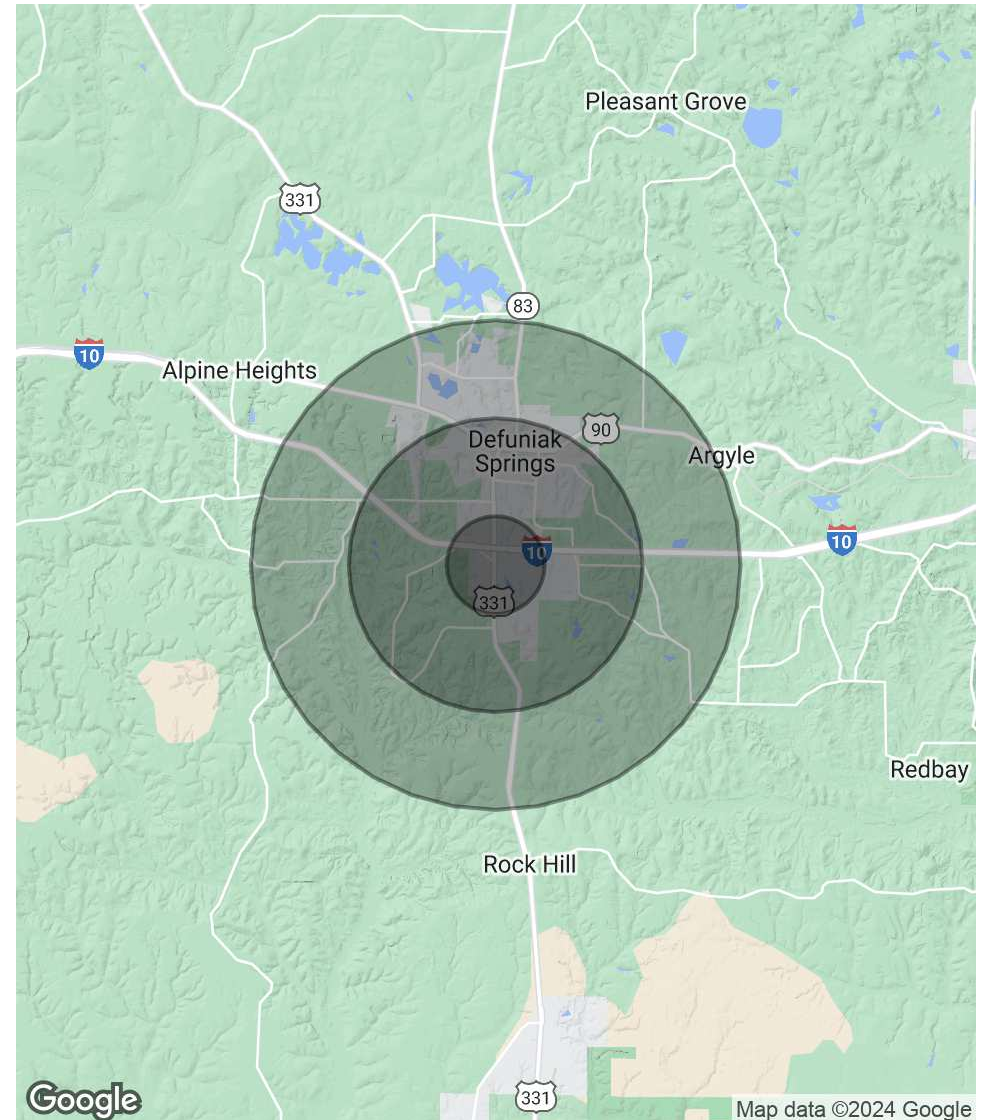 Pleasant Grove
331
83
10
Alpine Heights
90
Defuniak
Springs
Argyle
10
10
331
Redbay
Rock Hill
331
Google
Map data ©2024 Google